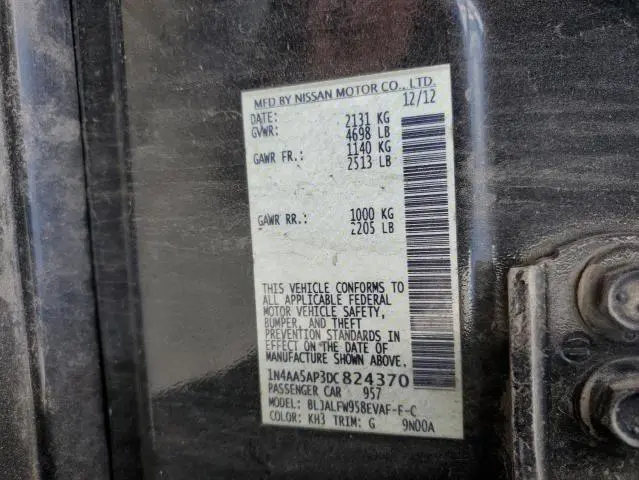 MFD BY NISSAN MOTOR CO., LTD.
DATE: 12/12
GVWR: 2131 KG
4698 LB
GAWR FR.: 1140 KG
2513 LB
GAWR RR.: 1000 KG
2205 LB
THIS VEHICLE CONFORMS TO
ALL APPLICABLE FEDERAL
MOTOR VEHICLE SAFETY,
BUMPER, AND THEFT
PREVENTION STANDARDS IN
EFFECT ON THE DATE OF
MANUFACTURE SHOWN ABOVE.
1N4AA5AP3DC824370
PASSENGER CAR 957
MODEL: BLJALFW958EVAF-F-C
COLOR: KH3 TRIM: G 9N00A